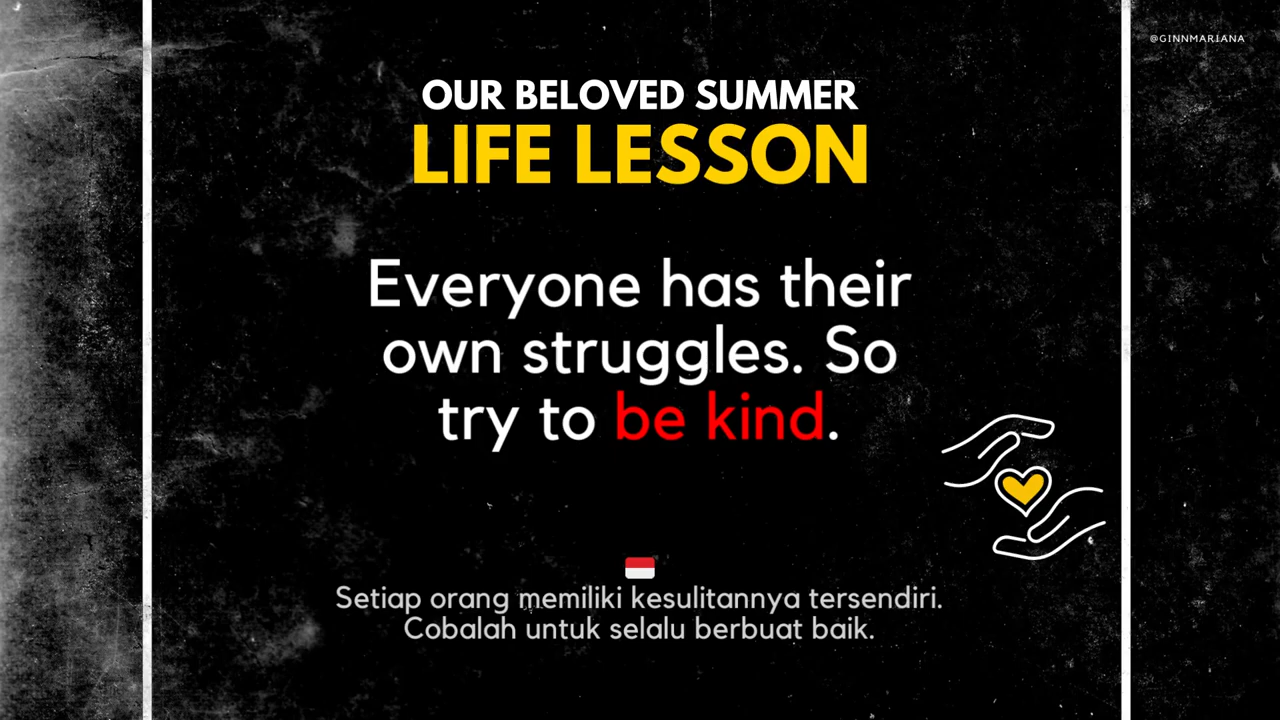 @GINNMARIANA
OUR BELOVED SUMMER
LIFE LESSON
Everyone has their
own struggles. So
try to be kind.
Setiap orang memiliki kesulitannya tersendiri.
Cobalah untuk selalu berbuat baik.